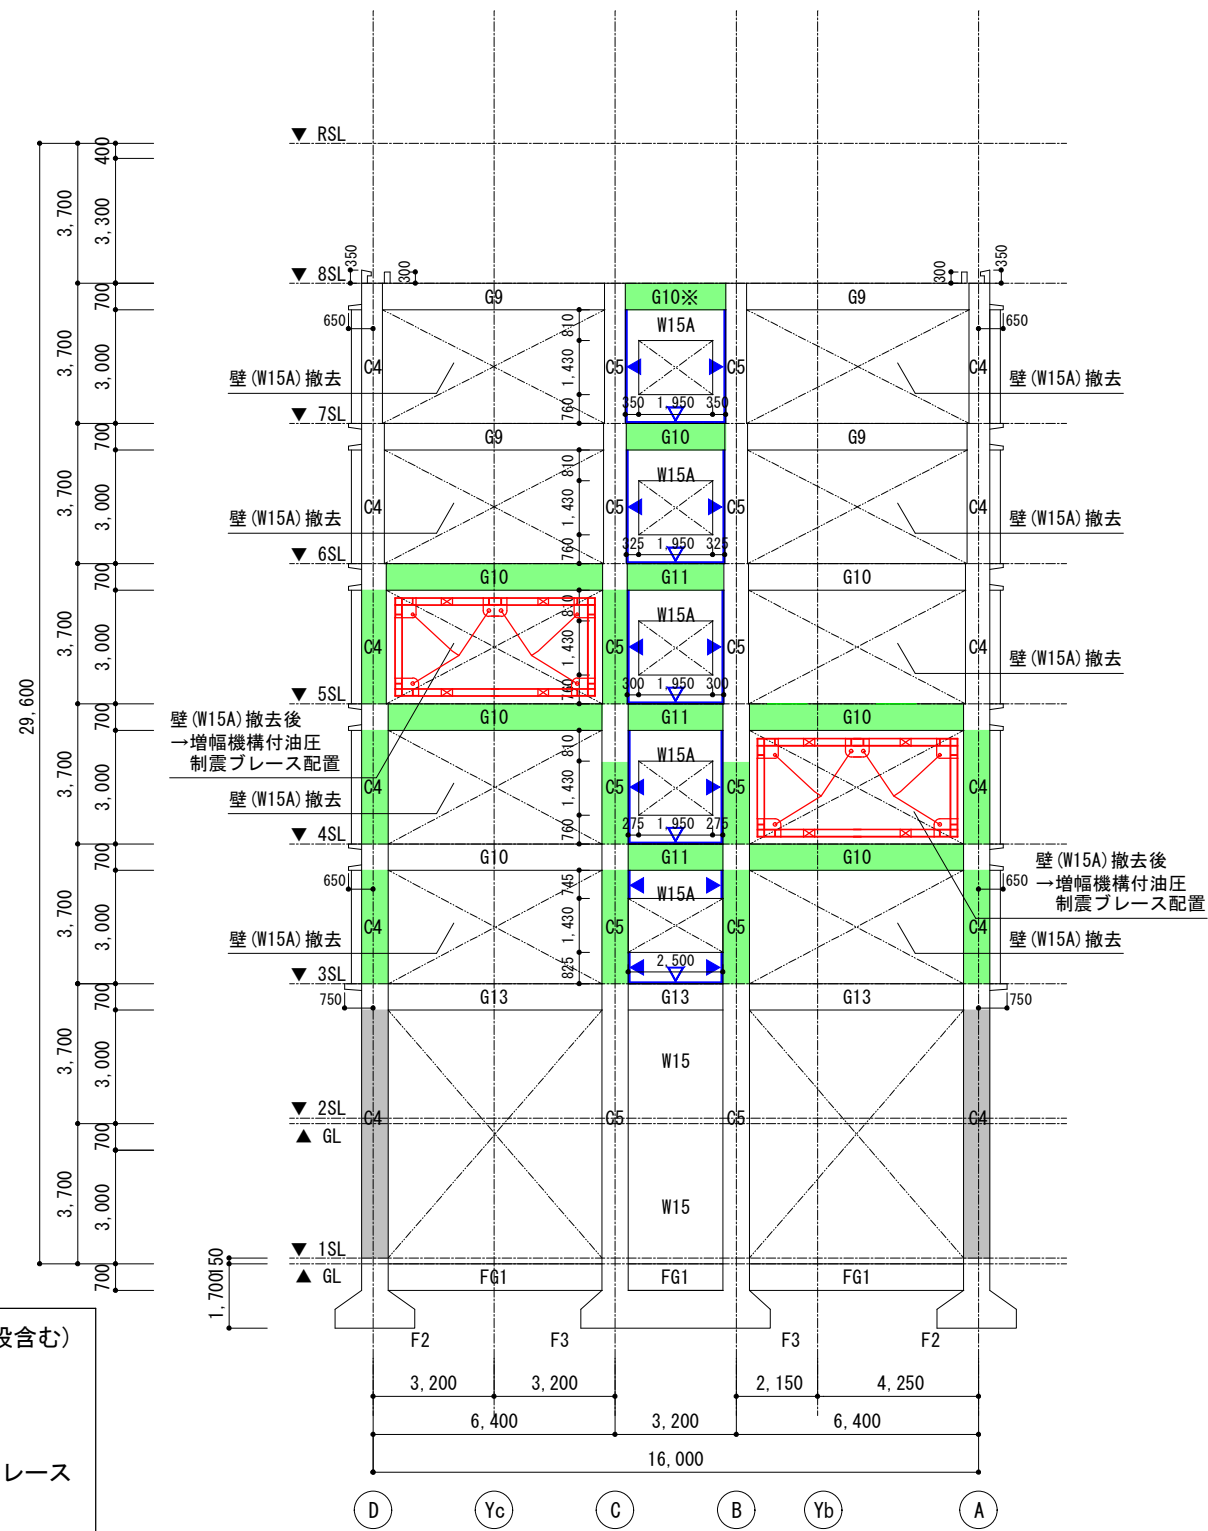 ▼ RSL
400
3,700
3,300
▼ 8SL
350
300
300
350
700
G9
G10※
G9
650
650
3,700
3,000
C4
C5
C5
C4
810
1,430
760
W15A
350 1,950 350
壁(W15A)撤去
壁(W15A)撤去
▼ 7SL
700
G9
G10
G9
3,700
3,000
C4
C5
C5
C4
810
1,430
760
W15A
325 1,950 325
壁(W15A)撤去
壁(W15A)撤去
▼ 6SL
700
G10
G11
G10
3,700
3,000
C4
C5
C5
C4
810
1,430
760
W15A
300 1,950 300
壁(W15A)撤去
▼ 5SL
29,600
700
G10
G11
G10
壁(W15A)撤去後
→増幅機構付油圧
制震ブレース配置
3,700
3,000
C4
C5
C5
C4
810
1,430
760
W15A
275 1,950 275
壁(W15A)撤去
▼ 4SL
700
G10
G11
G10
壁(W15A)撤去後
→増幅機構付油圧
制震ブレース配置
650
650
3,700
3,000
C4
C5
C5
C4
745
1,430
825
W15A
2,500
壁(W15A)撤去
壁(W15A)撤去
▼ 3SL
700
G13
G13
G13
750
750
3,700
3,000
W15
▼ 2SL
C4
C5
C5
C4
▲ GL
700
3,700
3,000
W15
▼ 1SL
150
▲ GL
700
1,700
FG1
FG1
FG1
F2
F3
F3
F2
設含む)
3,200
3,200
2,150
4,250
6,400
3,200
6,400
16,000
レース
D
Yc
C
B
Yb
A